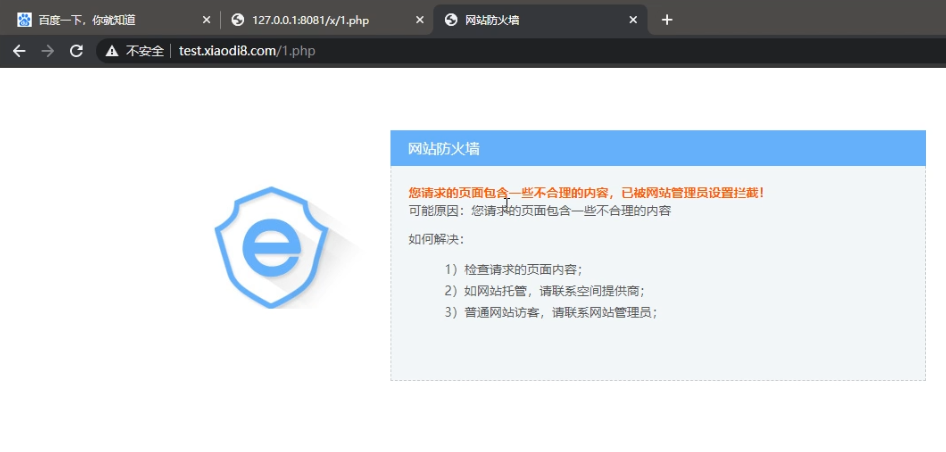 百度一下，你就知道
127.0.0.1:8081/x/1.php
网站防火墙
不安全
test.xiaodi8.com/1.php
网站防火墙
您请求的页面包含一些不合理的内容，已被网站管理员设置拦截！
可能原因：您请求的页面包含一些不合理的内容
如何解决：
1）检查请求的页面内容；
2）如网站托管，请联系空间提供商；
3）普通网站访客，请联系网站管理员；